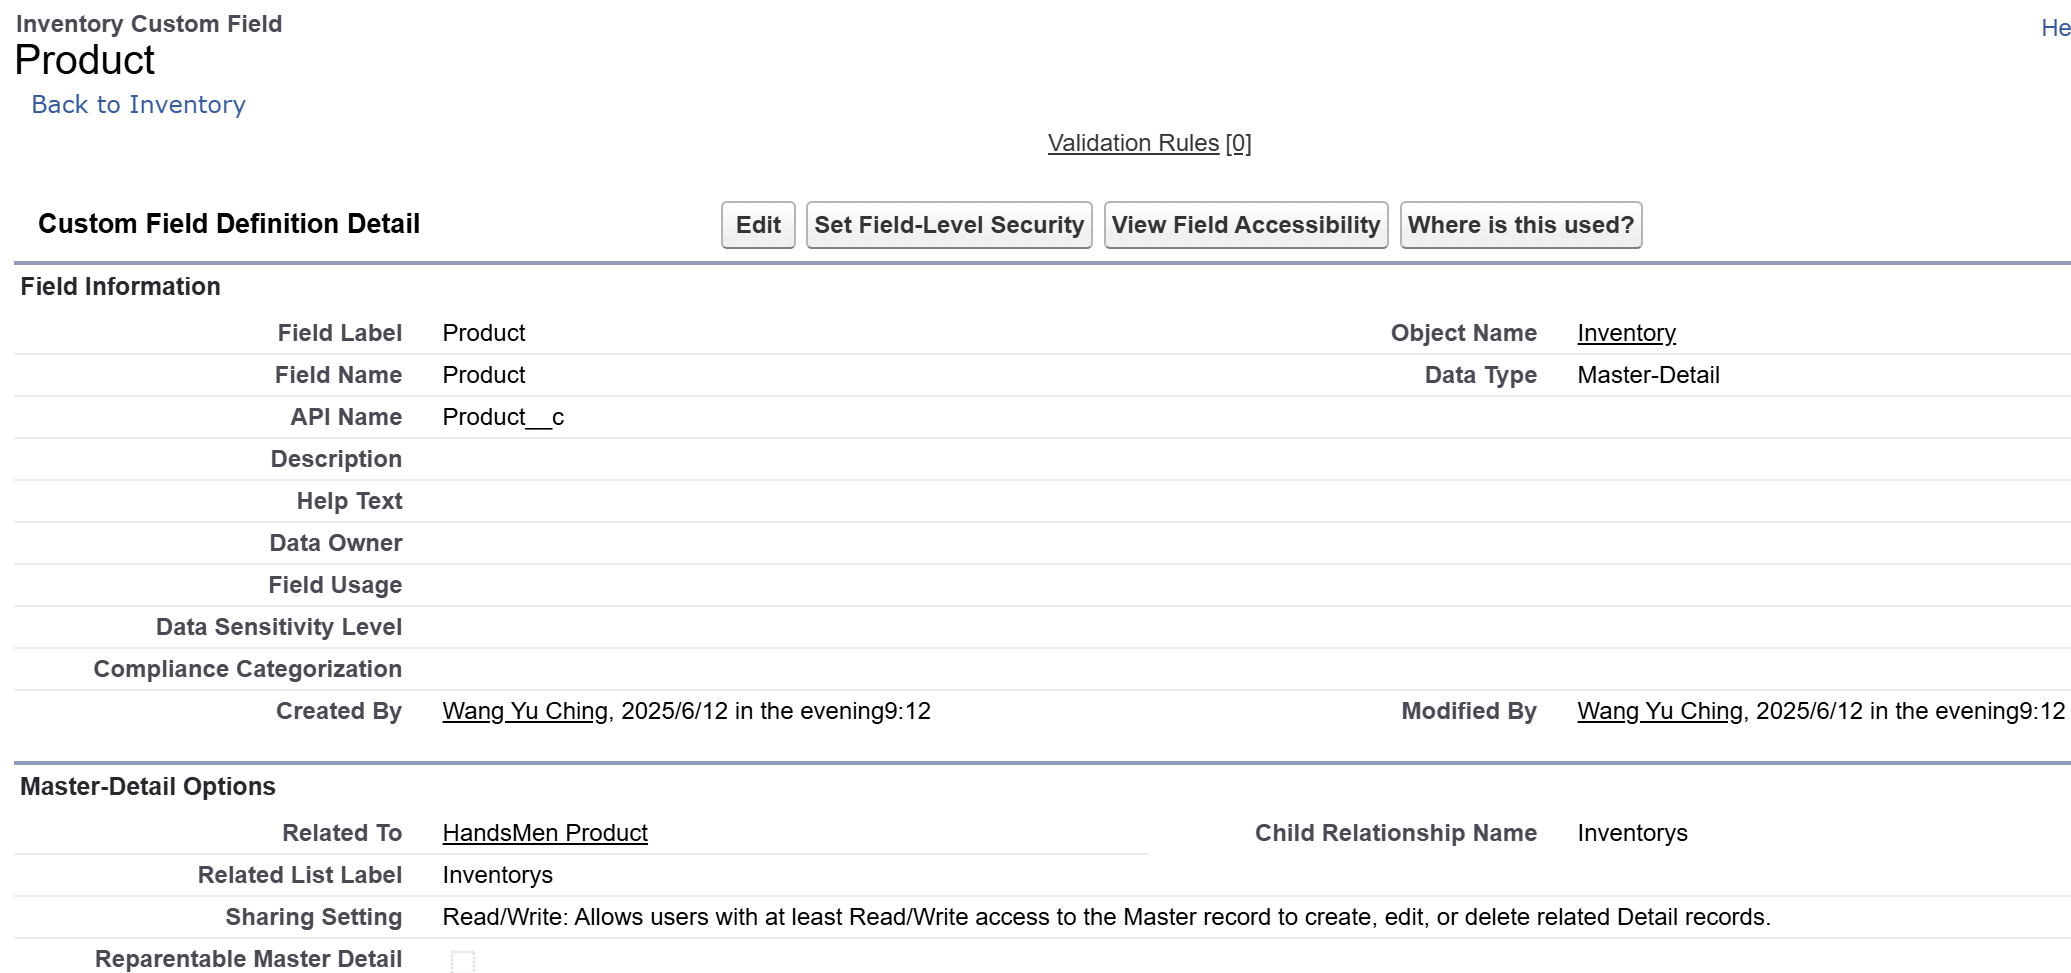 Inventory Custom Field
He
Product
Back to Inventory
Validation Rules [0]
Custom Field Definition Detail
Edit
Set Field-Level Security
View Field Accessibility
Where is this used?
Field Information
Field Label Product
Object Name Inventory
Field Name Product
Data Type Master-Detail
API Name Product__c
Description
Help Text
Data Owner
Field Usage
Data Sensitivity Level
Compliance Categorization
Created By Wang Yu Ching, 2025/6/12 in the evening9:12
Modified By Wang Yu Ching, 2025/6/12 in the evening9:12
Master-Detail Options
Related To HandsMen Product
Child Relationship Name Inventorys
Related List Label Inventorys
Sharing Setting Read/Write: Allows users with at least Read/Write access to the Master record to create, edit, or delete related Detail records.
Reparentable Master Detail